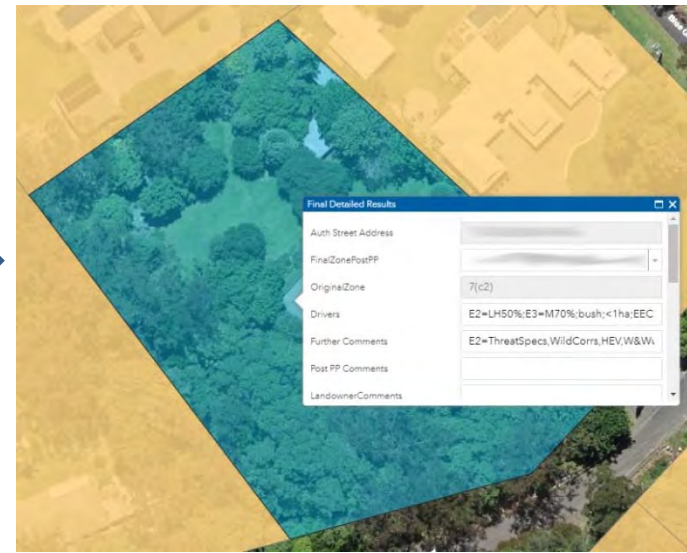 Final Detailed Results
Auth Street Address
FinalZonePostPP
OriginalZone 7(c2)
Drivers E2=LH50%;E3=M70%;bush;<1ha;EEC
Further Comments E2=ThreatSpecs,WildCorrs,HEV,W&Wv
Post PP Comments
LandownerComments